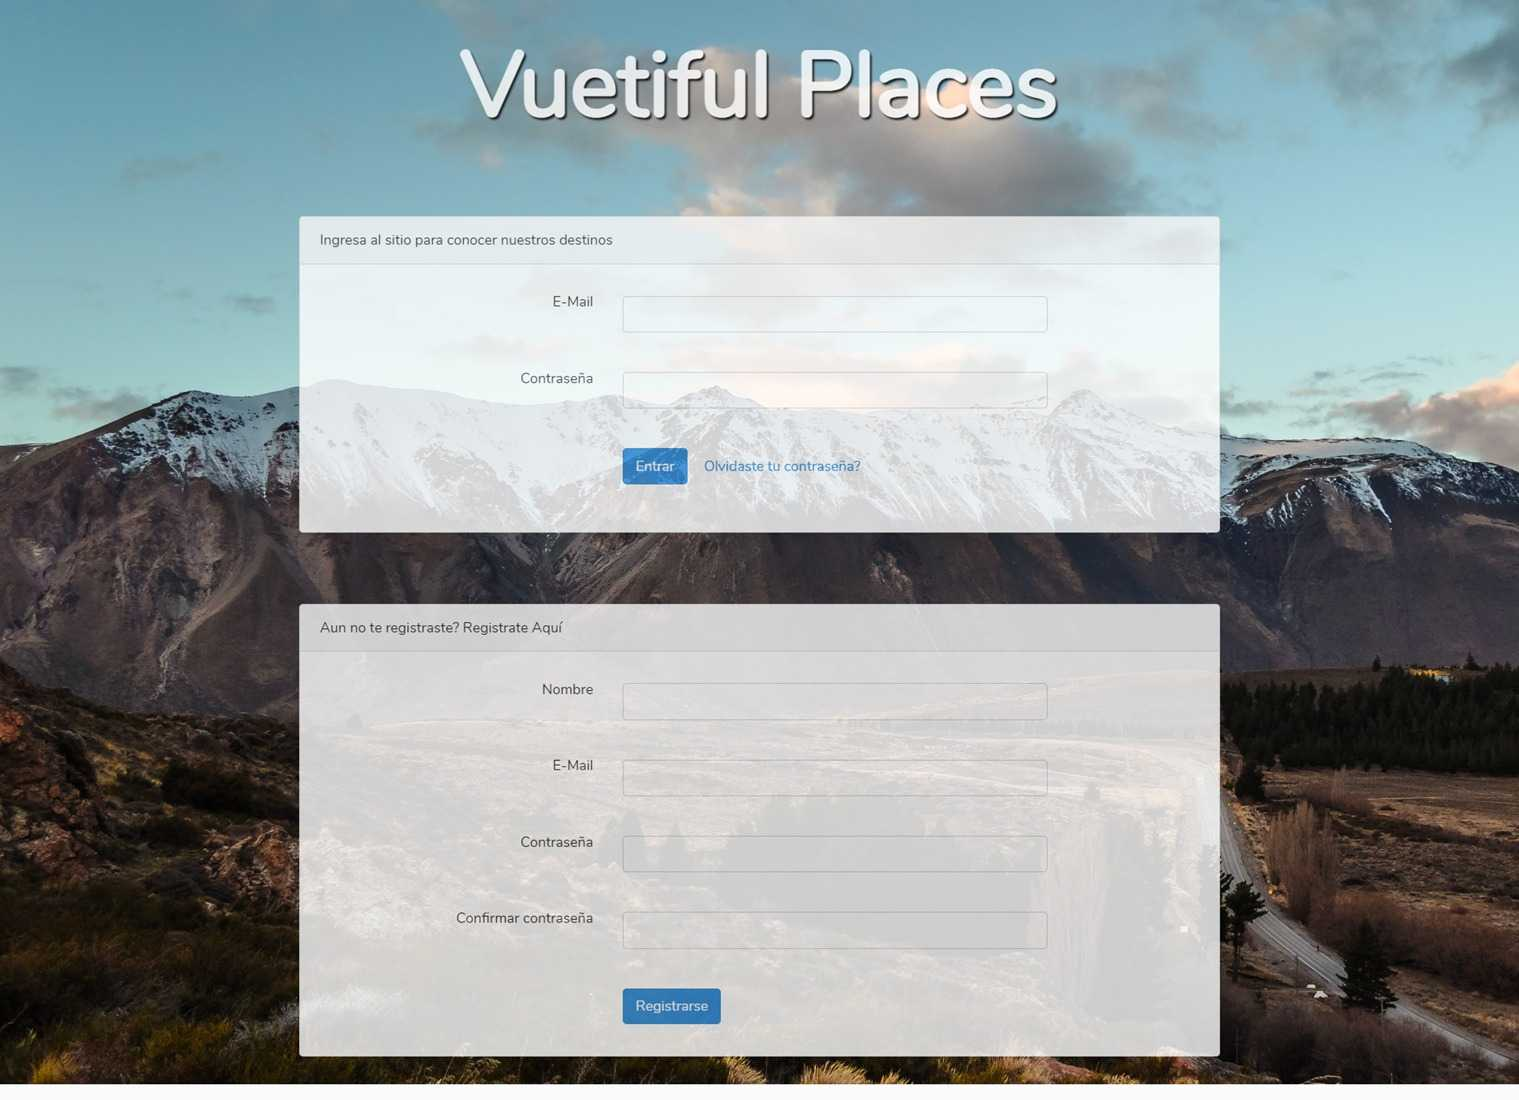 Vuetiful Places
Ingresa al sitio para conocer nuestros destinos
E-Mail
Contraseña
Entrar Olvidaste tu contraseña?
Aun no te registraste? Registrate Aquí
Nombre
E-Mail
Contraseña
Confirmar contraseña
Registrarse